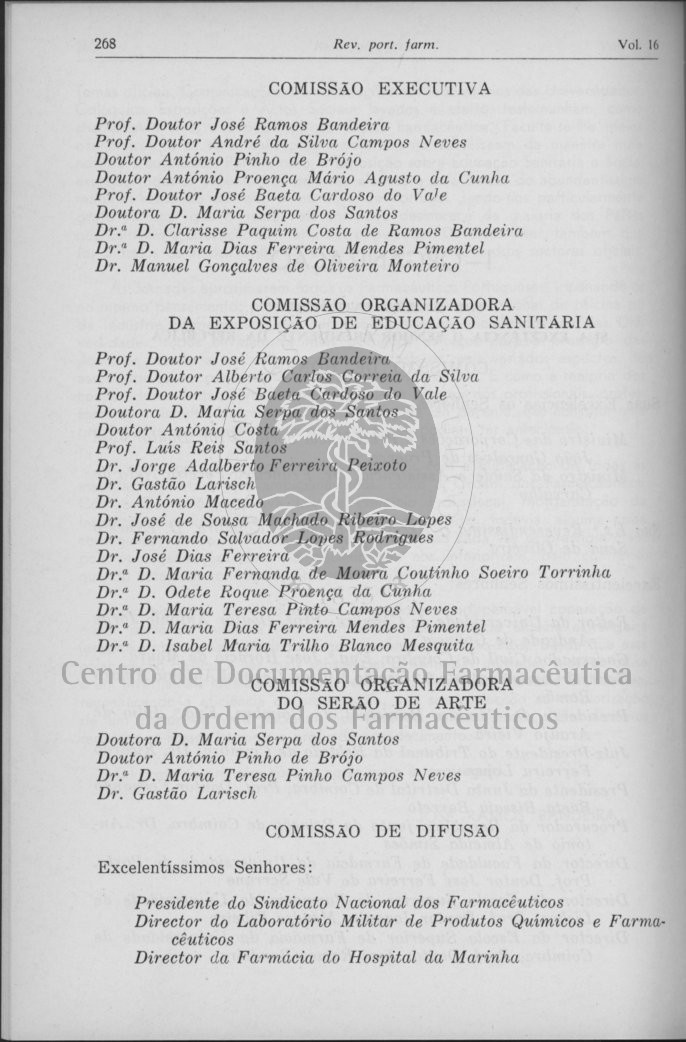 268 Rev. port. farm. Vol. 16
COMISSÃO EXECUTIVA
Prof. Doutor José Ramos Bandeira
Prof. Doutor André da Silva Campos Neves
Doutor António Pinho de Brójo
Doutor António Proença Mário Agusto da Cunha
Prof. Doutor José Baeta Cardoso do Vale
Doutora D. Maria Serpa dos Santos
Dr.ª D. Clarisse Paquim Costa de Ramos Bandeira
Dr.ª D. Maria Dias Ferreira Mendes Pimentel
Dr. Manuel Gonçalves de Oliveira Monteiro
COMISSÃO ORGANIZADORA
DA EXPOSIÇÃO DE EDUCAÇÃO SANITÁRIA
Prof. Doutor José Ramos Bandeira
Prof. Doutor Alberto Carlos Correia da Silva
Prof. Doutor José Baeta Cardoso do Vale
Doutora D. Maria Serpa dos Santos
Doutor António Costa
Prof. Luís Reis Santos
Dr. Jorge Adalberto Ferreira Peixoto
Dr. Gastão Larisch
Dr. António Macedo
Dr. José de Sousa Machado Ribeiro Lopes
Dr. Fernando Salvador Lopes Rodrigues
Dr. José Dias Ferreira
Dr.ª D. Maria Fernanda de Moura Coutinho Soeiro Torrinha
Dr.ª D. Odete Roque Proença da Cunha
Dr.ª D. Maria Teresa Pinto Campos Neves
Dr.ª D. Maria Dias Ferreira Mendes Pimentel
Dr.ª D. Isabel Maria Trilho Blanco Mesquita
Centro de Documentação Farmacêutica
COMISSÃO ORGANIZADORA
DO SERÃO DE ARTE
da Ordem dos Farmacêuticos
Doutora D. Maria Serpa dos Santos
Doutor António Pinho de Brójo
Dr.ª D. Maria Teresa Pinho Campos Neves
Dr. Gastão Larisch
COMISSÃO DE DIFUSÃO
Excelentíssimos Senhores:
Presidente do Sindicato Nacional dos Farmacêuticos
Director do Laboratório Militar de Produtos Químicos e Farma-
cêuticos
Director da Farmácia do Hospital da Marinha